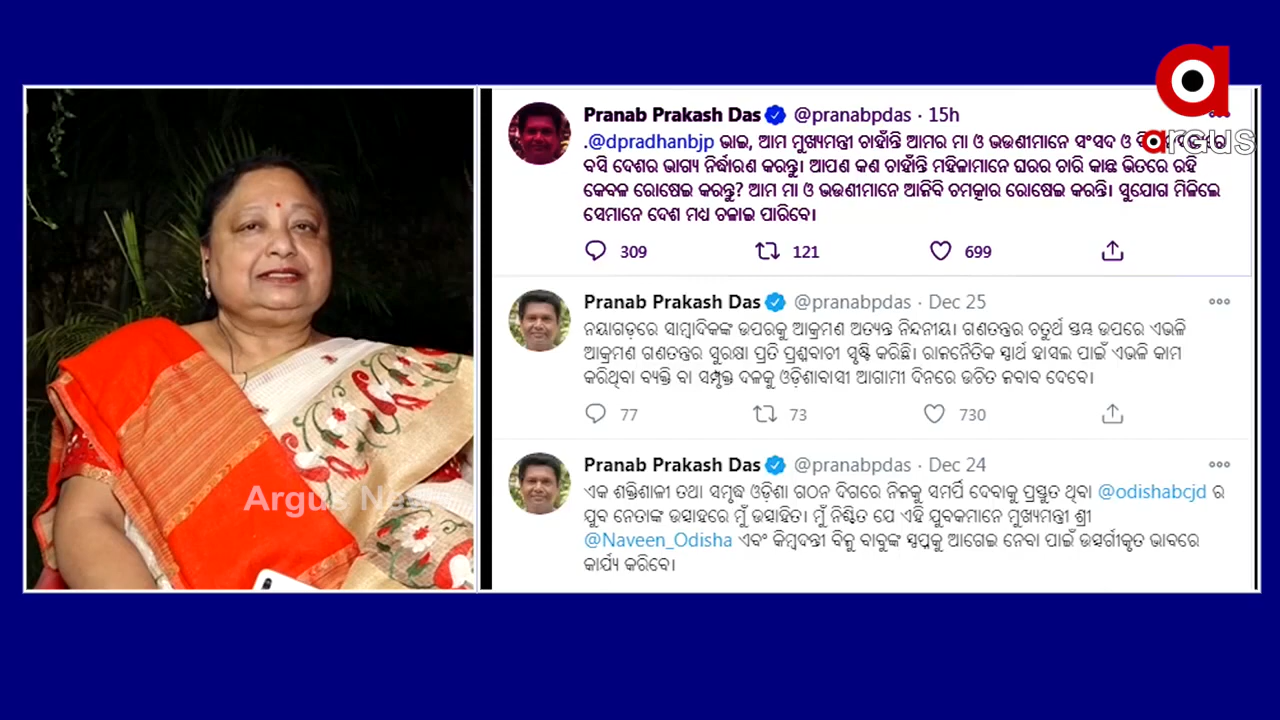 argus
Argus News
Pranab Prakash Das @pranabpdas · 15h
.@dpradhanbjp ଭାଇ, ଆମ ମୁଖ୍ୟମନ୍ତ୍ରୀ ଚାହାଁନ୍ତି ଆମର ମା ଓ ଭଉଣୀମାନେ ସଂସଦ ଓ
ବସି ଦେଶର ଭାଗ୍ୟ ନିର୍ଦ୍ଧାରଣ କରନ୍ତୁ। ଆପଣ କଣ ଚାହାଁନ୍ତି ମହିଳାମାନେ ଘରର ଚାରି କାଛ ଭିତରେ ରହି
କେବଳ ରୋଷେଇ କରନ୍ତୁ? ଆମ ମା ଓ ଭଉଣୀମାନେ ଆଜିବି ଚମତ୍କାର ରୋଷେଇ କରନ୍ତି। ସୁଯୋଗ ମିଳିଲେ
ସେମାନେ ଦେଶ ମଧ୍ୟ ଚଳାଇ ପାରିବେ।
309 121 699
Pranab Prakash Das @pranabpdas · Dec 25
ନୟାଗଡ଼ରେ ସାମ୍ବାଦିକଙ୍କ ଉପରକୁ ଆକ୍ରମଣ ଅତ୍ୟନ୍ତ ନିନ୍ଦନୀୟ। ଗଣତନ୍ତ୍ରର ଚତୁର୍ଥ ସ୍ତମ୍ଭ ଉପରେ ଏଭଳି
ଆକ୍ରମଣ ଗଣତନ୍ତ୍ରର ସୁରକ୍ଷା ପ୍ରତି ପ୍ରଶ୍ନବାଚୀ ସୃଷ୍ଟି କରିଛି। ରାଜନୈତିକ ସ୍ୱାର୍ଥ ହାସଲ ପାଇଁ ଏଭଳି କାମ
କରିଥିବା ବ୍ୟକ୍ତି ବା ସମ୍ପୃକ୍ତ ଦଳକୁ ଓଡ଼ିଶାବାସୀ ଆଗାମୀ ଦିନରେ ଉଚିତ ଜବାବ ଦେବେ।
77 73 730
Pranab Prakash Das @pranabpdas · Dec 24
ଏକ ଶକ୍ତିଶାଳୀ ତଥା ସମୃଦ୍ଧ ଓଡ଼ିଶା ଗଠନ ଦିଗରେ ନିଜକୁ ସମର୍ପି ଦେବାକୁ ପ୍ରସ୍ତୁତ ଥିବା @odishabcjd ର
ଯୁବ ନେତାଙ୍କ ଉତ୍ସାହରେ ମୁଁ ଉତ୍ସାହିତ। ମୁଁ ନିଶ୍ଚିତ ଯେ ଏହି ଯୁବକମାନେ ମୁଖ୍ୟମନ୍ତ୍ରୀ ଶ୍ରୀ
@Naveen_Odisha ଏବଂ କିମ୍ବଦନ୍ତୀ ବିଜୁ ବାବୁଙ୍କ ସ୍ୱପ୍ନକୁ ଆଗେଇ ନେବା ପାଇଁ ଉତ୍ସର୍ଗୀକୃତ ଭାବରେ
କାର୍ଯ୍ୟ କରିବେ।